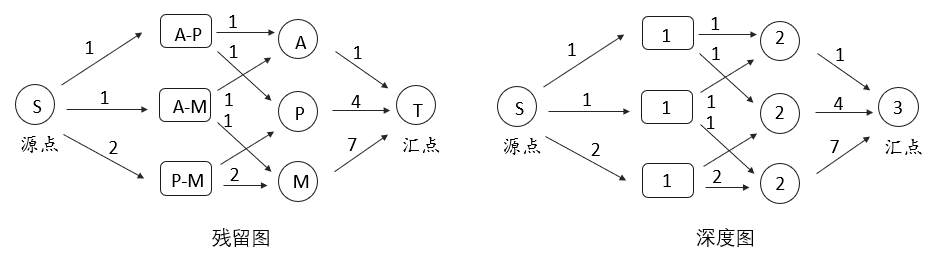 1 A-P 1 A 1
1
S 1 A-M 1 P 4 T
源点 1 汇点
2 P-M 2 M 7
残留图
1 1 1 2 1
1
S 1 1 1 2 4 3
源点 1 汇点
2 1 2 2 7
深度图